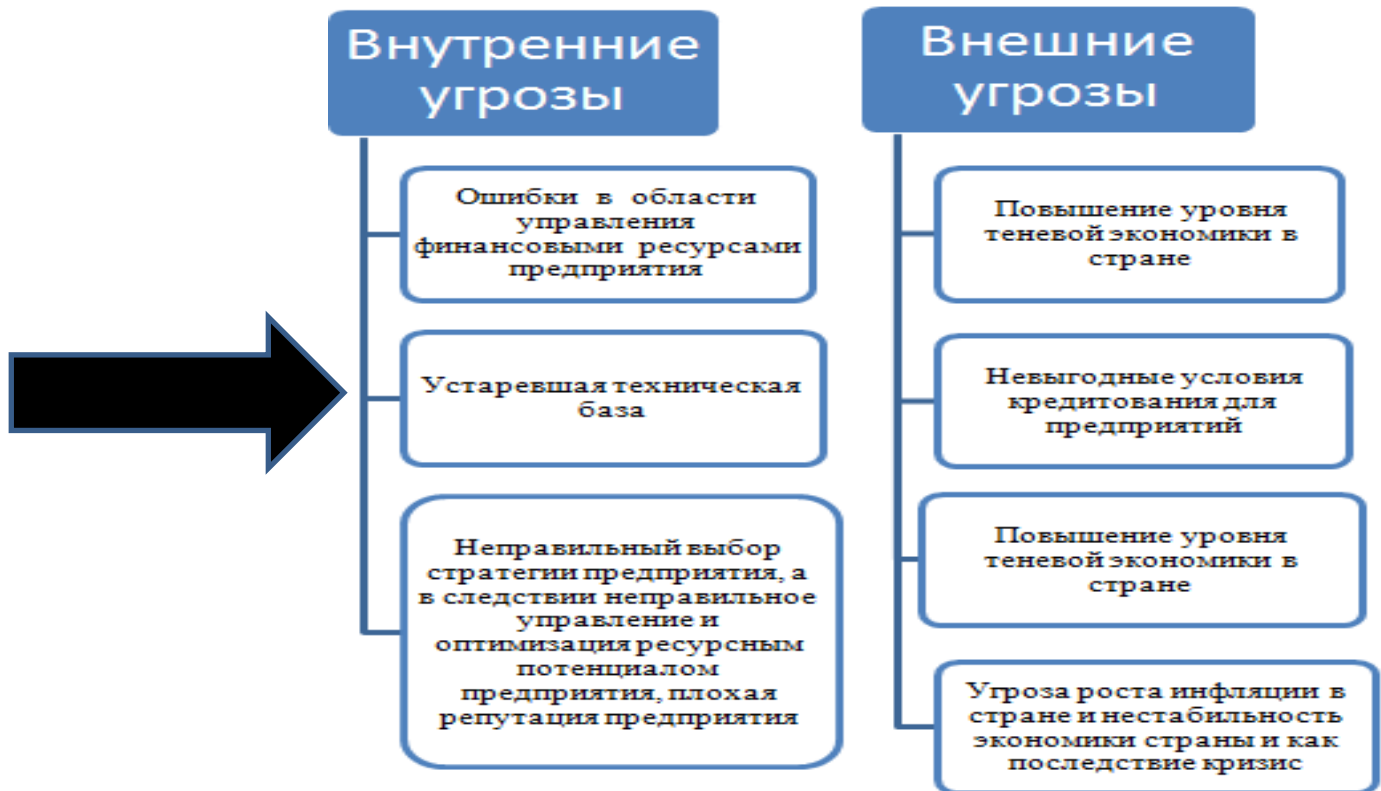 Внутренние
угрозы
Ошибки в области
управления
финансовыми ресурсами
предприятия
Устаревшая техническая
база
Неправильный выбор
стратегии предприятия, а
в следствии неправильное
управление и
оптимизация ресурсным
потенциалом
предприятия, плохая
репутация предприятия
Внешние
угрозы
Повышение уровня
теневой экономики в
стране
Невыгодные условия
кредитования для
предприятий
Повышение уровня
теневой экономики в
стране
Угроза роста инфляции в
стране и нестабильность
экономики страны и как
последствие кризис